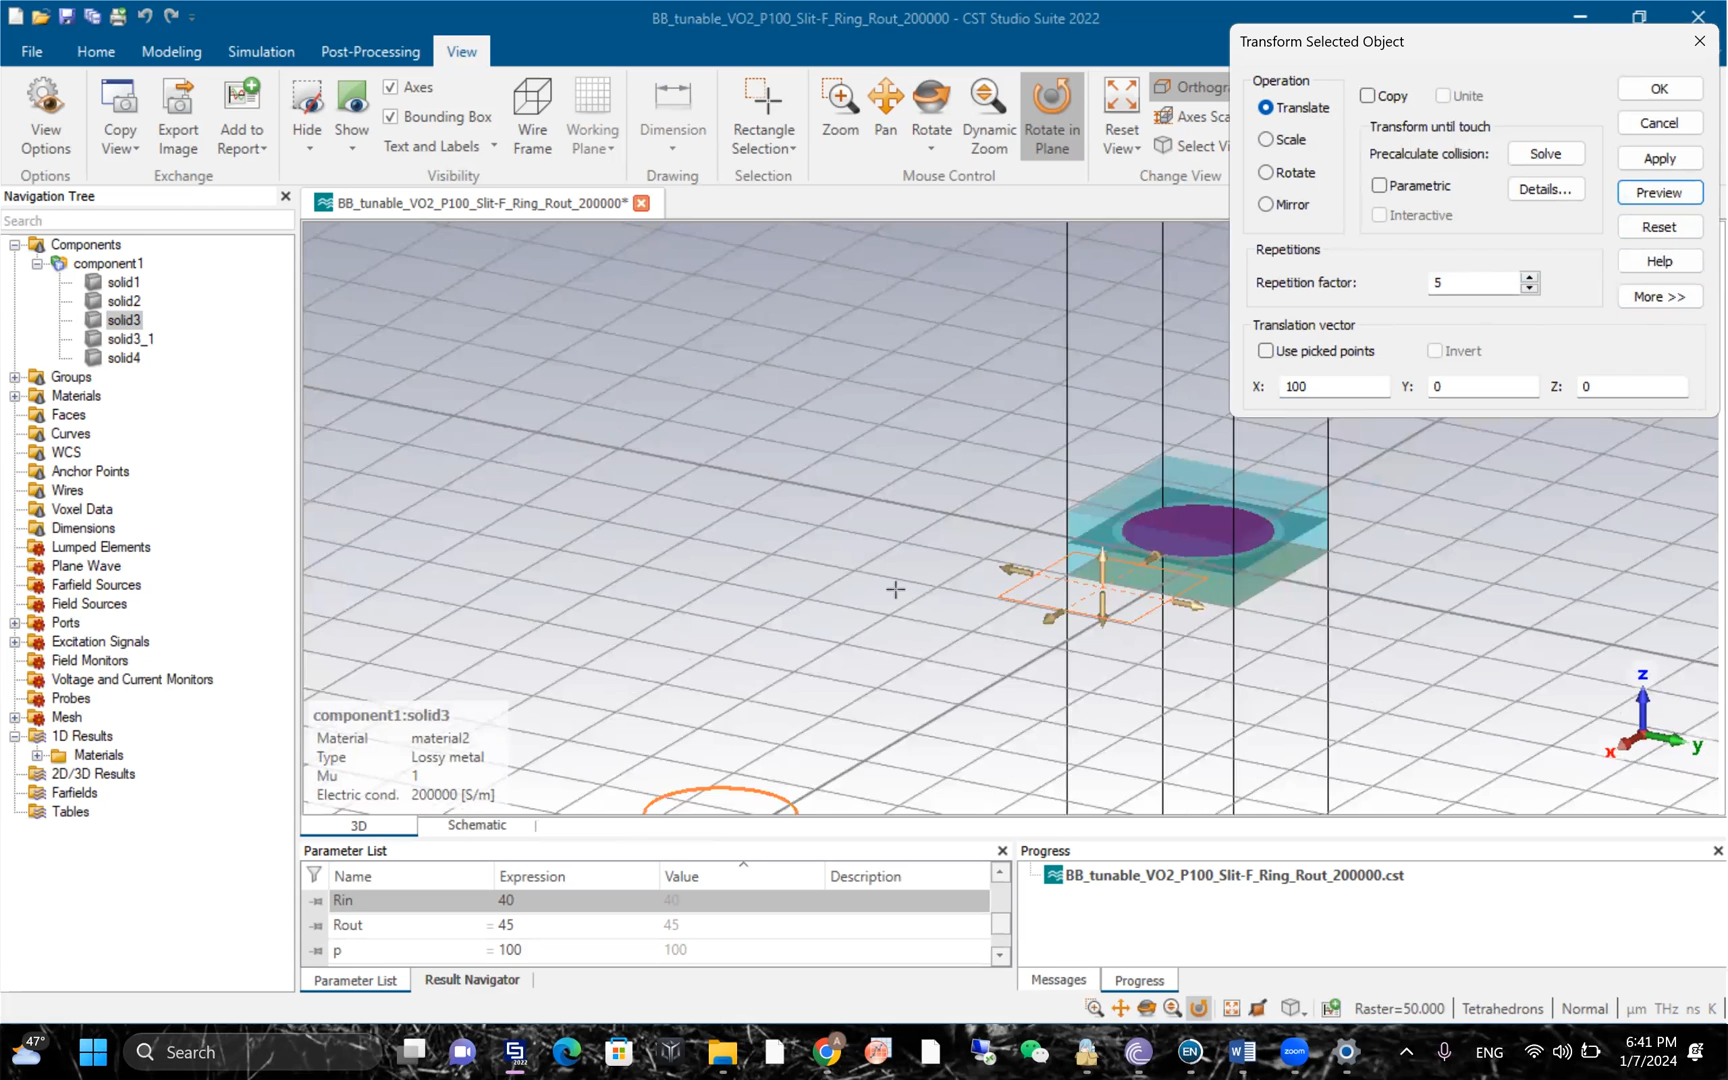 BB_tunable_VO2_P100_Slit-F_Ring_Rout_200000 - CST Studio Suite 2022
File Home Modeling Simulation Post-Processing View
View Options
Copy View
Export Image
Add to Report
Hide
Show
Axes
Bounding Box
Text and Labels
Wire Frame
Working Plane
Dimension
Rectangle Selection
Zoom
Pan
Rotate
Dynamic Zoom
Rotate in Plane
Reset View
Options Exchange Visibility Drawing Selection Mouse Control Change View
Navigation Tree
Search
Components
component1
solid1
solid2
solid3
solid3_1
solid4
Groups
Materials
Faces
Curves
WCS
Anchor Points
Wires
Voxel Data
Dimensions
Lumped Elements
Plane Wave
Farfield Sources
Field Sources
Ports
Excitation Signals
Field Monitors
Voltage and Current Monitors
Probes
Mesh
1D Results
Materials
2D/3D Results
Farfields
Tables
BB_tunable_VO2_P100_Slit-F_Ring_Rout_200000*
Transform Selected Object
Operation
Translate
Scale
Rotate
Mirror
Copy Unite
Transform until touch
Precalculate collision: Solve
Parametric Details...
Interactive
Repetitions
Repetition factor: 5
Translation vector
Use picked points Invert
X: 100 Y: 0 Z: 0
OK
Cancel
Apply
Preview
Reset
Help
More >>
z
x
y
component1:solid3
Material material2
Type Lossy metal
Mu 1
Electric cond. 200000 [S/m]
3D Schematic
Parameter List
Name Expression Value Description
Rin 40 40
Rout = 45 45
p = 100 100
Parameter List Result Navigator
Progress
BB_tunable_VO2_P100_Slit-F_Ring_Rout_200000.cst
Messages Progress
Raster=50.000 Tetrahedrons Normal µm THz ns K
47°
Search
2022
EN
zoom
ENG
6:41 PM
1/7/2024